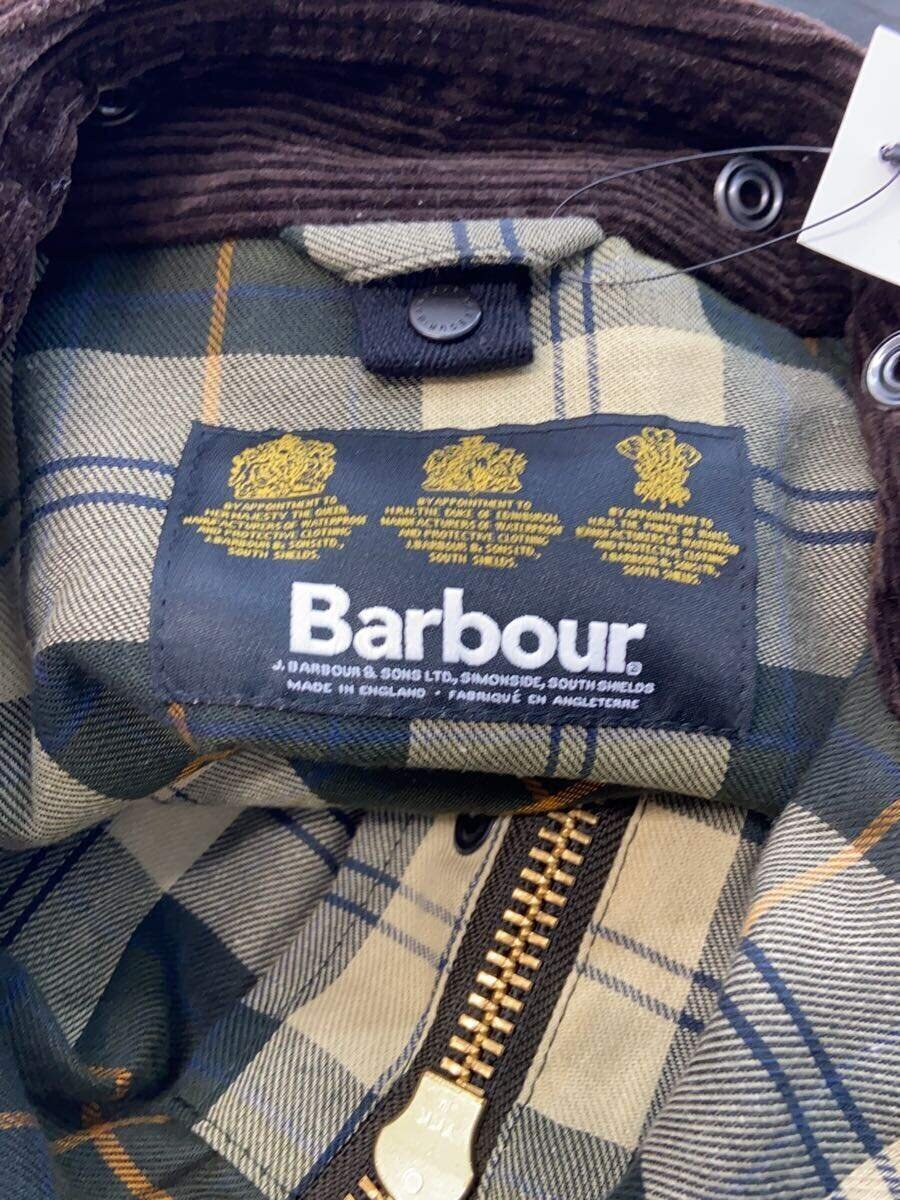 BY APPOINTMENT TO
HER MAJESTY THE QUEEN
MANUFACTURERS OF WATERPROOF
AND PROTECTIVE CLOTHING
J.BARBOUR & SONS LTD,
SOUTH SHIELDS.
BY APPOINTMENT TO
H.R.H. THE DUKE OF EDINBURGH
MANUFACTURERS OF WATERPROOF
AND PROTECTIVE CLOTHING
J.BARBOUR & SONS LTD,
SOUTH SHIELDS.
BY APPOINTMENT TO
H.R.H. THE PRINCE OF WALES
MANUFACTURERS OF WATERPROOF
AND PROTECTIVE CLOTHING
J.BARBOUR & SONS LTD,
SOUTH SHIELDS.
Barbour®
J. BARBOUR & SONS LTD, SIMONSIDE, SOUTH SHIELDS
MADE IN ENGLAND · FABRIQUÉ EN ANGLETERRE